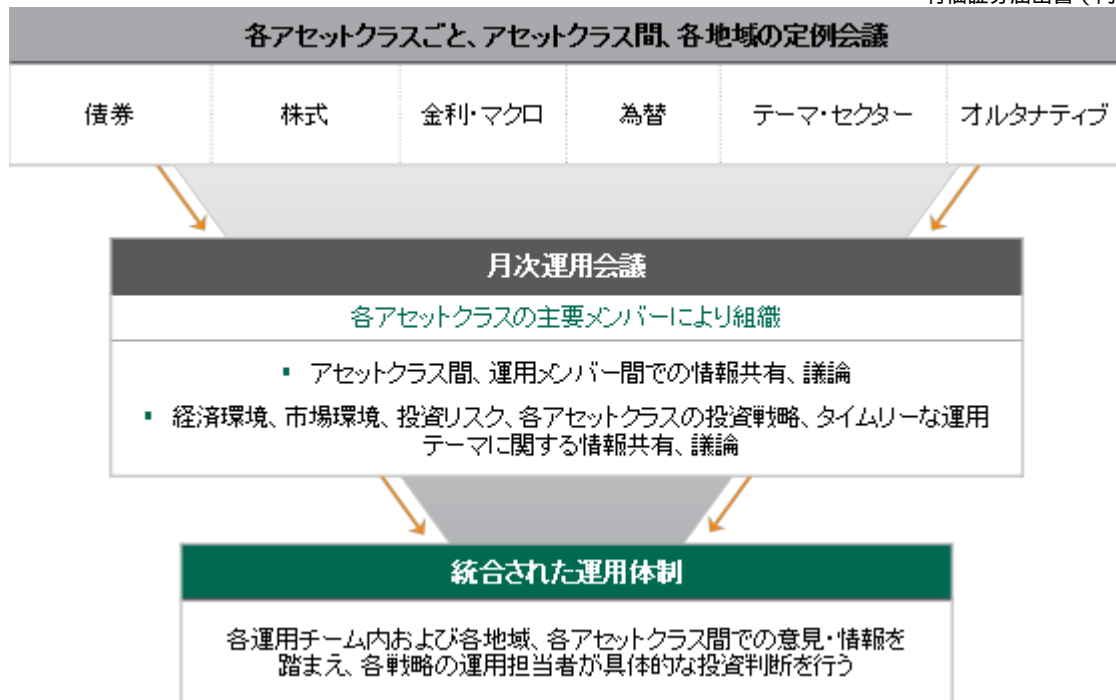 有価証券届出書
各アセットクラスごと、アセットクラス間、各地域の定例会議
債券 株式 金利・マクロ 為替 テーマ・セクター オルタナティブ
月次運用会議
各アセットクラスの主要メンバーにより組織
▪ アセットクラス間、運用メンバー間での情報共有、議論
▪ 経済環境、市場環境、投資リスク、各アセットクラスの投資戦略、タイムリーな運用
テーマに関する情報共有、議論
統合された運用体制
各運用チーム内および各地域、各アセットクラス間での意見・情報を
踏まえ、各戦略の運用担当者が具体的な投資判断を行う